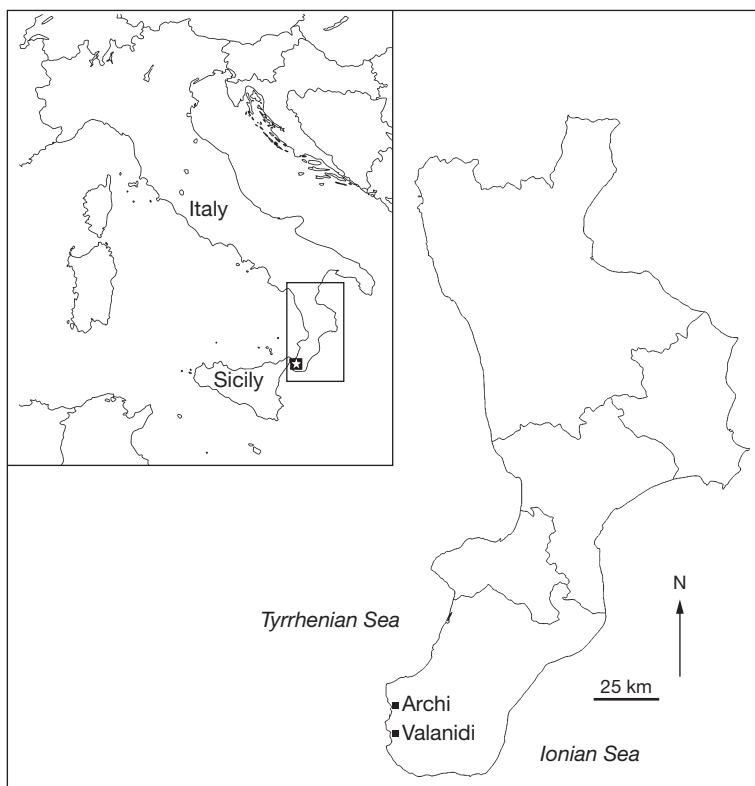 Italy
Sicily
Tyrrhenian Sea
N
25 km
Archi
Valanidi
Ionian Sea